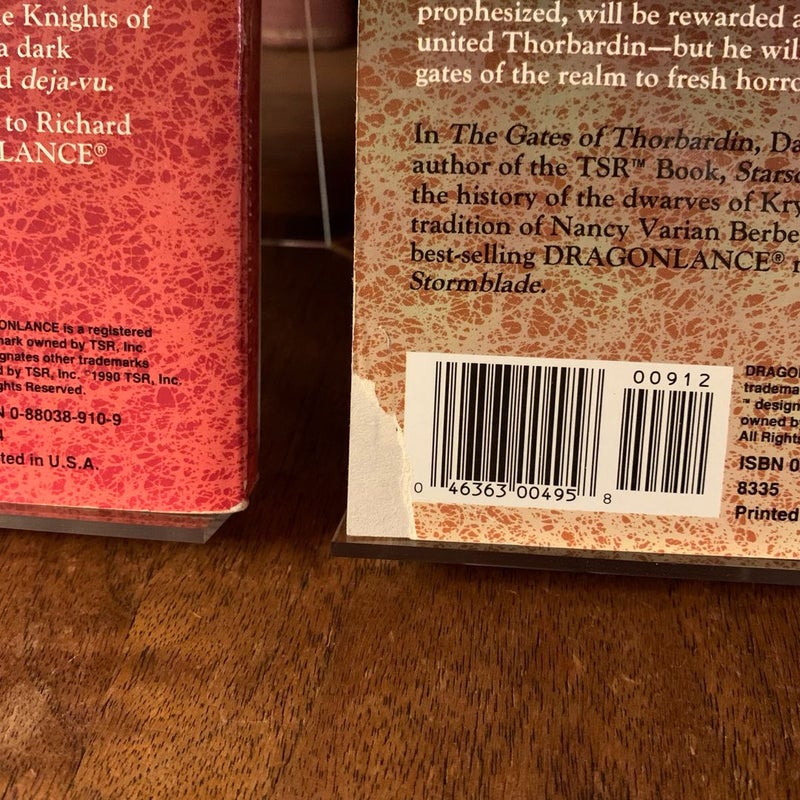 e Knights of
a dark
d deja-vu.
to Richard
LANCE®
ONLANCE is a registered
mark owned by TSR, Inc.
gnates other trademarks
d by TSR, Inc. ©1990 TSR, Inc.
ghts Reserved.
N 0-88038-910-9
4
ted in U.S.A.
prophesized, will be rewarded a
united Thorbardin—but he wil
gates of the realm to fresh horro
In The Gates of Thorbardin, Da
author of the TSR™ Book, Starsc
the history of the dwarves of Kry
tradition of Nancy Varian Berbe
best-selling DRAGONLANCE® n
Stormblade.
00912
0 46363 00495 8
DRAGON
tradema
™ design
owned by
All Rights
ISBN 0
8335
Printed